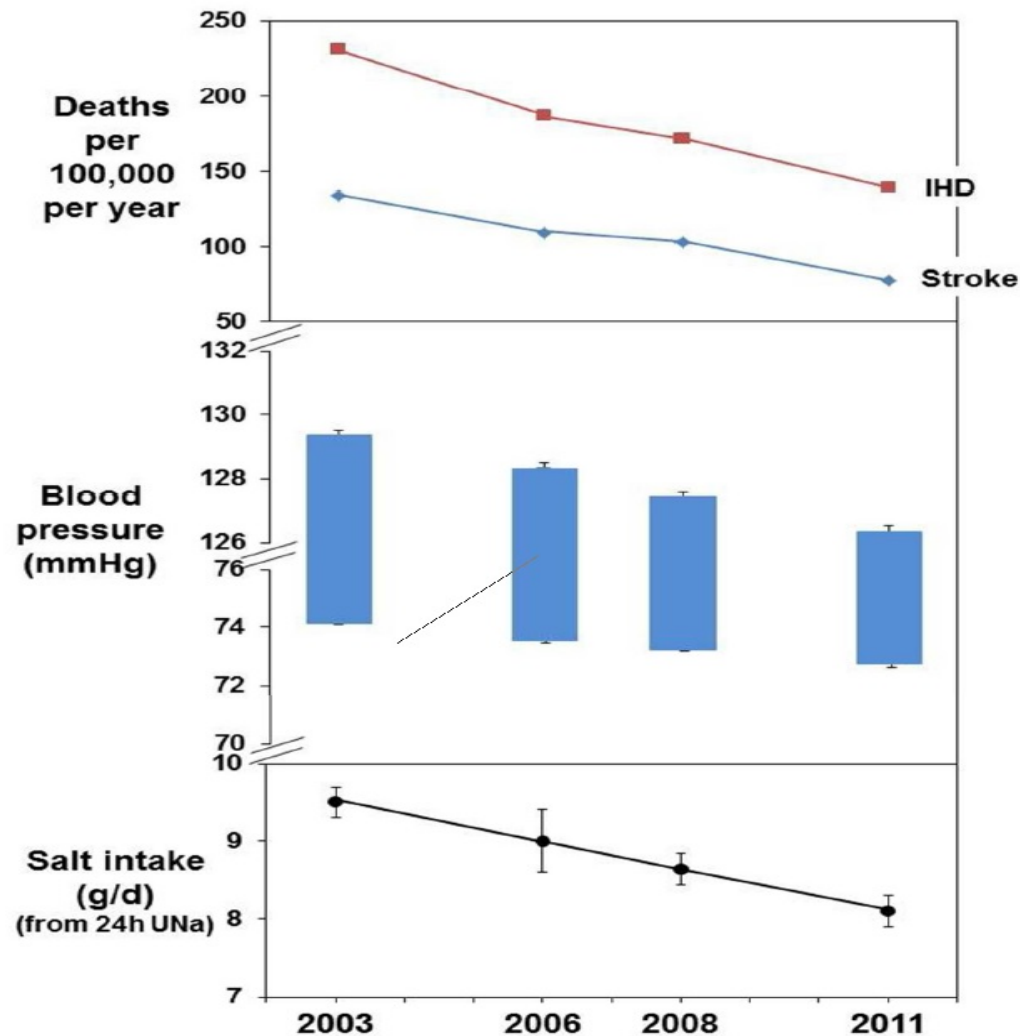 250
200
150
100
50
Deaths
per
100,000
per year
IHD
Stroke
132
130
128
126
76
74
72
70
Blood
pressure
(mmHg)
10
9
8
7
Salt intake
(g/d)
(from 24h UNa)
2003 2006 2008 2011